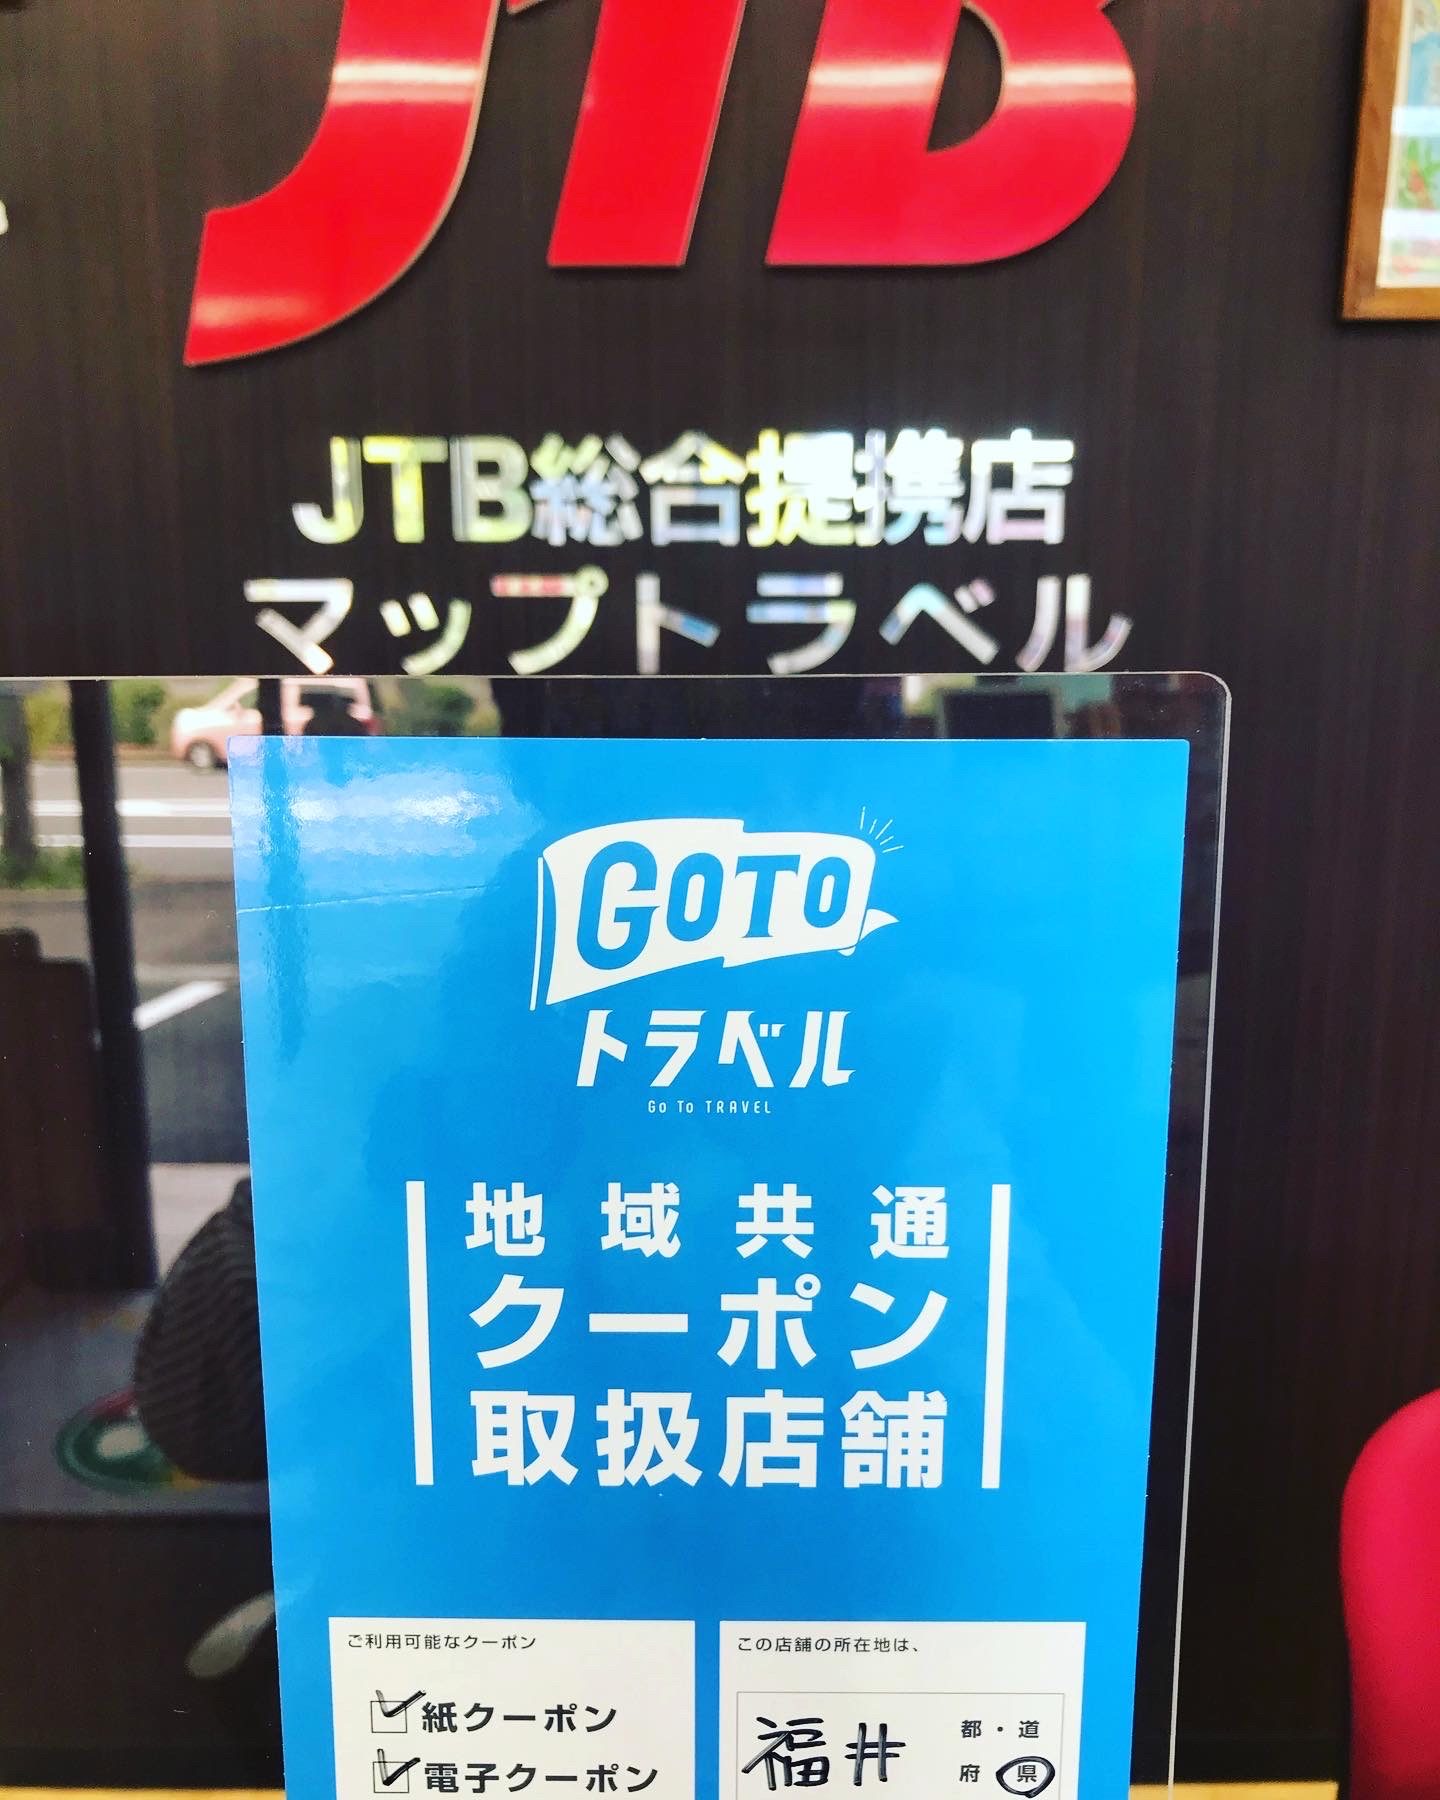 JTB
JTB総合提携店
マップトラベル
GOTO
トラベル
Go To TRAVEL
地域共通
クーポン
取扱店舗
ご利用可能なクーポン
紙クーポン
電子クーポン
この店舗の所在地は、
福井 都・道
府 県